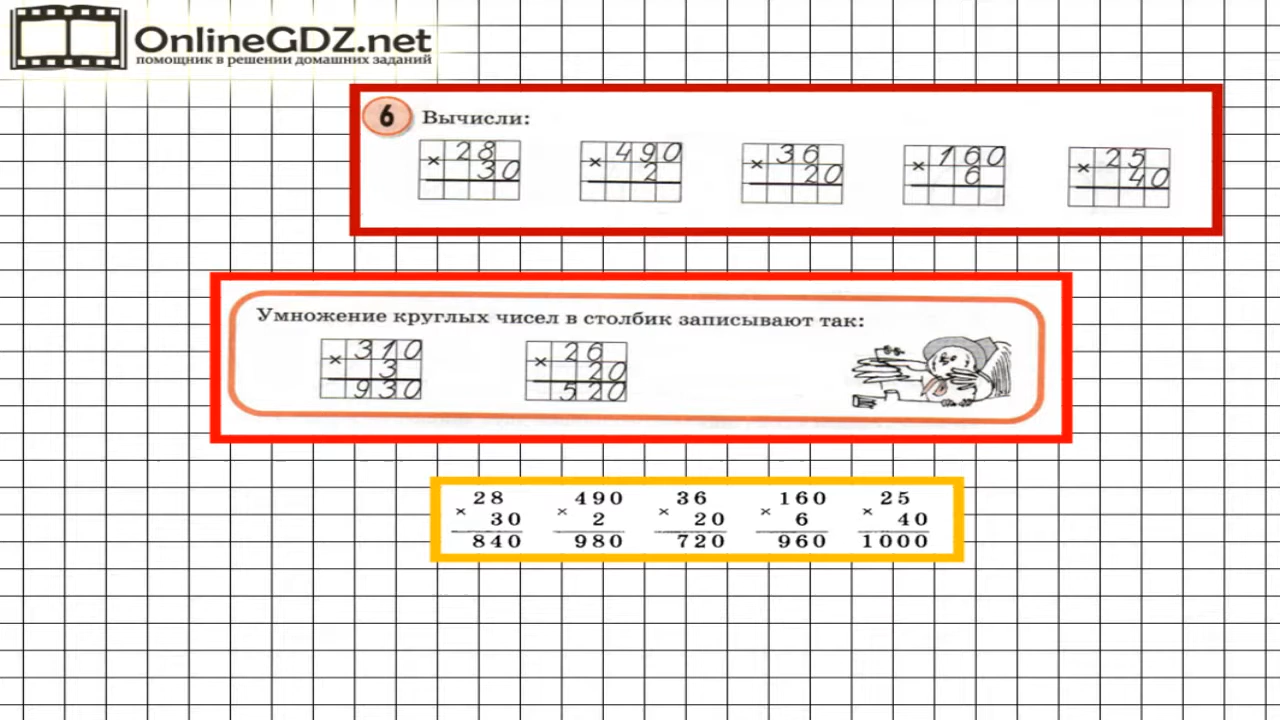 OnlineGDZ.net
помощник в решении домашних заданий
6 Вычисли:
28 490 36 160 25
× × × × ×
30 2 20 6 40
Умножение круглых чисел в столбик записывают так:
310 26
× ×
3 20
930 520
28 490 36 160 25
× × × × ×
30 2 20 6 40
840 980 720 960 1000